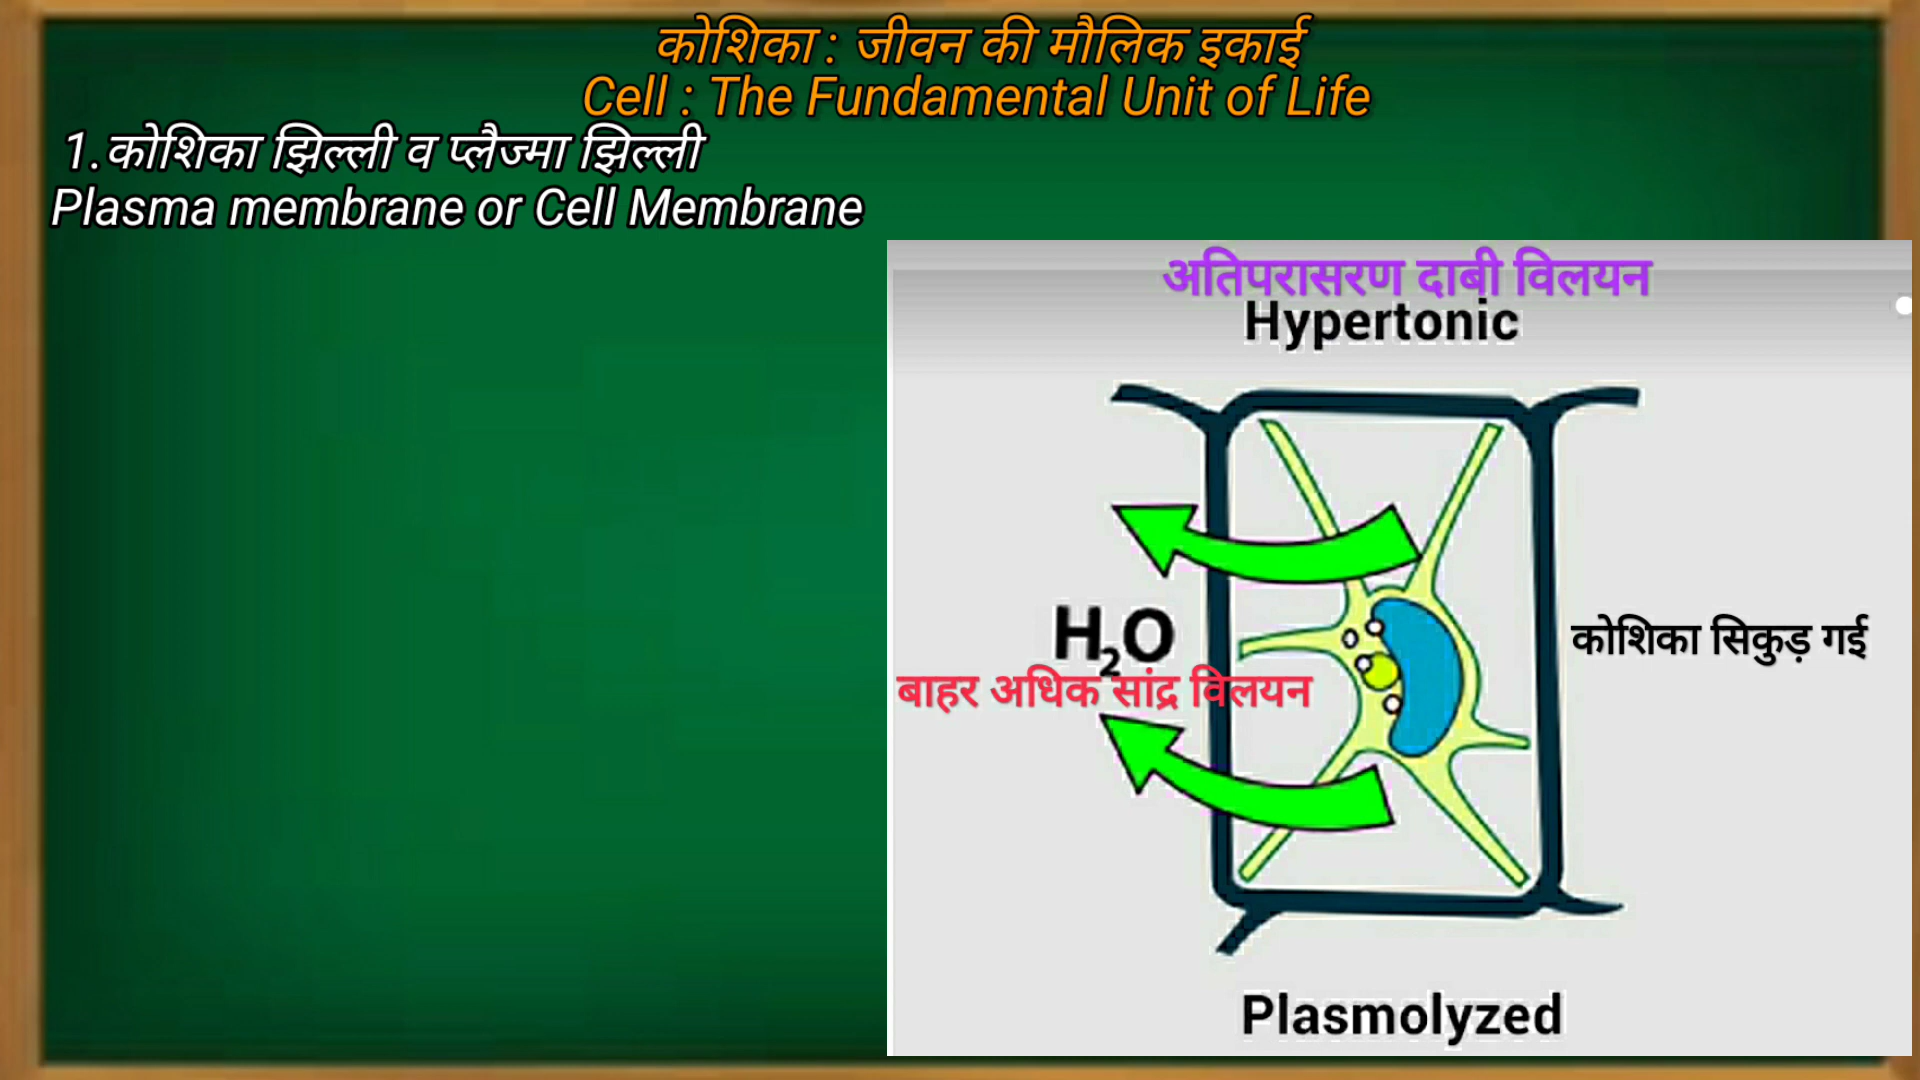 कोशिका : जीवन की मौलिक इकाई
Cell : The Fundamental Unit of Life
1.कोशिका झिल्ली व प्लैज्मा झिल्ली
Plasma membrane or Cell Membrane
अतिपरासरण दाबी विलयन
Hypertonic
H₂O
कोशिका सिकुड़ गई
बाहर अधिक सांद्र विलयन
Plasmolyzed